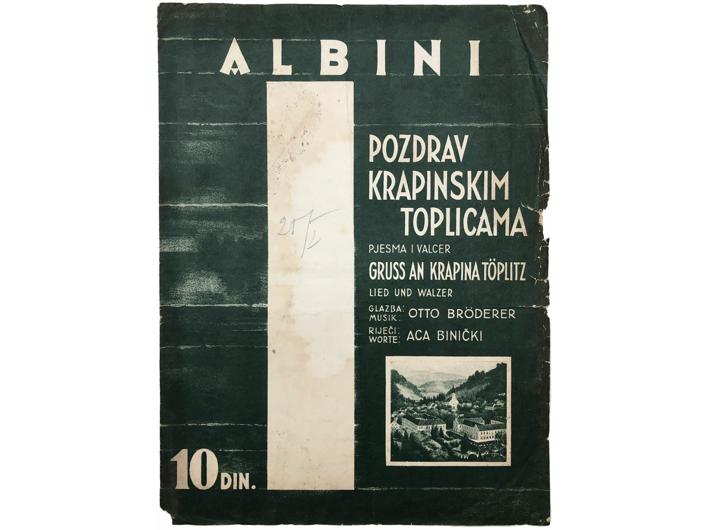 ALBINI
POZDRAV
KRAPINSKIM
TOPLICAMA
PJESMA I VALCER
GRUSS AN KRAPINA TÖPLITZ
LIED UND WALZER
GLAZBA:
MUSIK: OTTO BRÖDERER
RIJEČI:
WORTE: ACA BINIČKI
10 DIN.